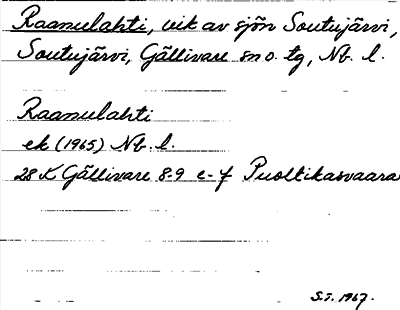 Raanulahti, vik av sjön Soutujärvi,
Soutujärvi, Gällivare sn o. tg, Nb. l.
Raanulahti
ek (1965) Nb. l.
28 K Gällivare 8-9 e-f Puoltikasvaara
S.I. 1967.